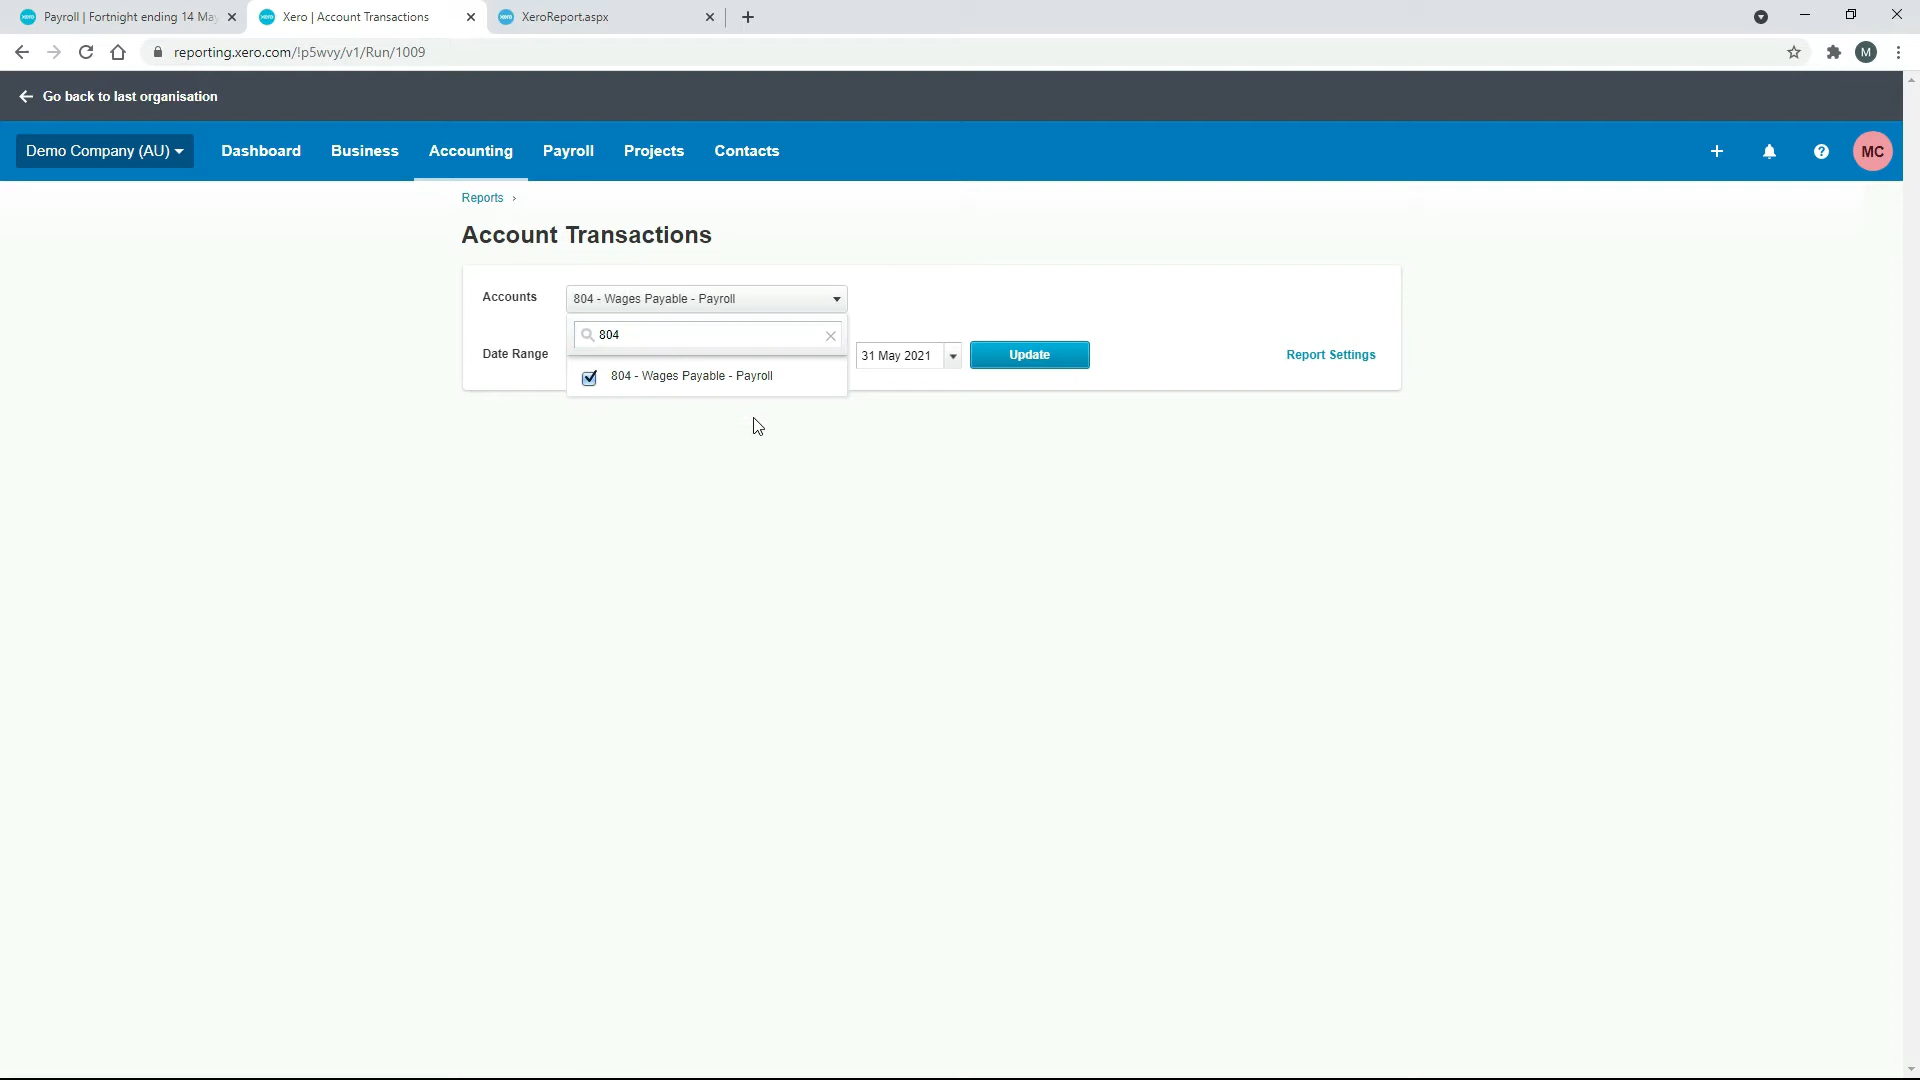 Payroll | Fortnight ending 14 May
Xero | Account Transactions
XeroReport.aspx
reporting.xero.com/!p5wvy/v1/Run/1009
M
Go back to last organisation
Demo Company (AU)
Dashboard
Business
Accounting
Payroll
Projects
Contacts
MC
Reports
Account Transactions
Accounts
804 - Wages Payable - Payroll
804
Date Range
31 May 2021
Update
Report Settings
804 - Wages Payable - Payroll